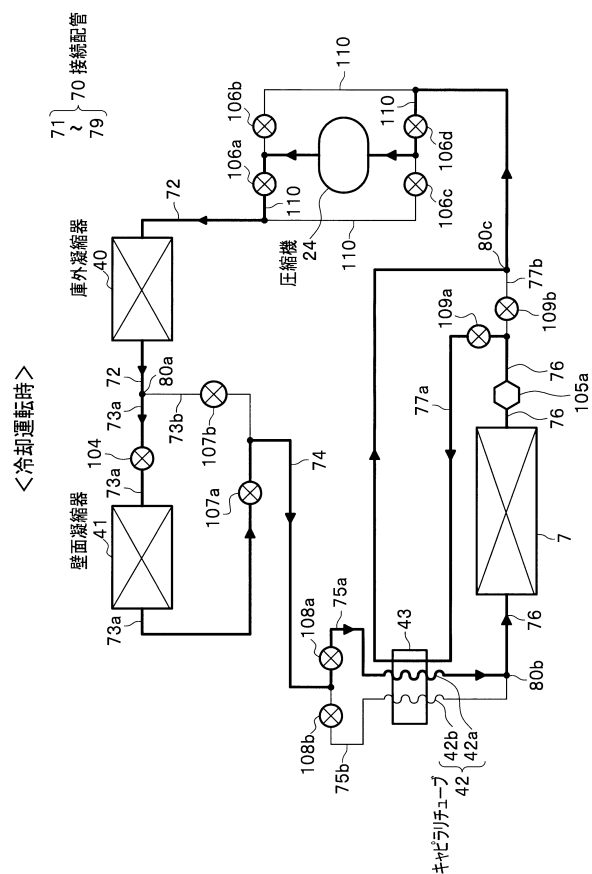 <冷却運転時>
71
~
79
70 接続配管
庫外凝縮器
40
72
72
73a
80a
104
73a
壁面凝縮器
41
73a
73b
107b
107a
74
106a
106b
110
110
110
110
106c
106d
圧縮機
24
80c
77b
109a
109b
77a
76
76
105a
7
76
80b
43
75a
108a
108b
75b
42b
42a
42
キャピラリチューブ